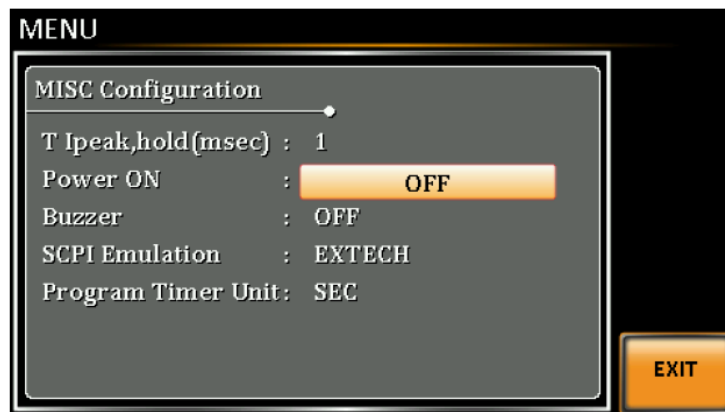 MENU
MISC Configuration
T Ipeak,hold(msec) : 1
Power ON : OFF
Buzzer : OFF
SCPI Emulation : EXTECH
Program Timer Unit: SEC
EXIT